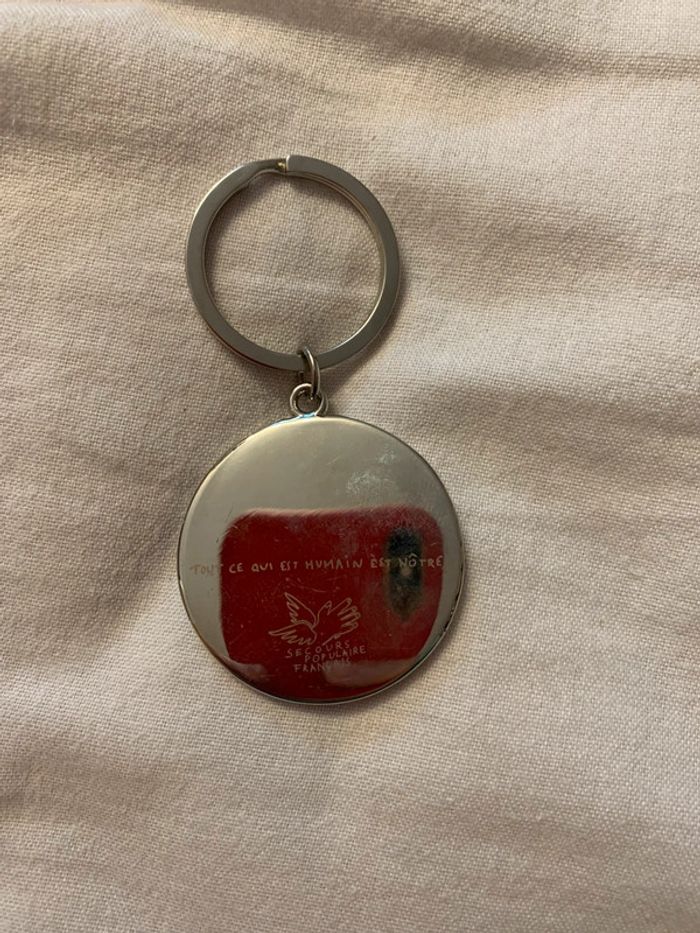 TOUT CE QUI EST HUMAIN EST NÔTRE
SECOURS
POPULAIRE
FRANÇAIS